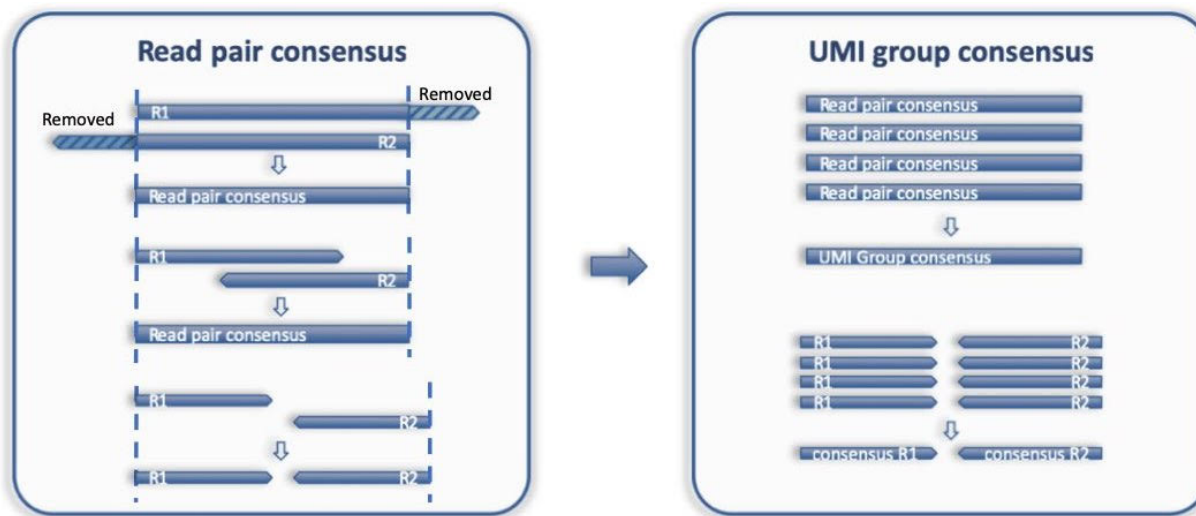 Read pair consensus
Removed
R1
Removed
R2
Read pair consensus
R1
R2
Read pair consensus
R1
R2
R1
R2
UMI group consensus
Read pair consensus
Read pair consensus
Read pair consensus
Read pair consensus
UMI Group consensus
R1 R2
R1 R2
R1 R2
R1 R2
consensus R1 consensus R2